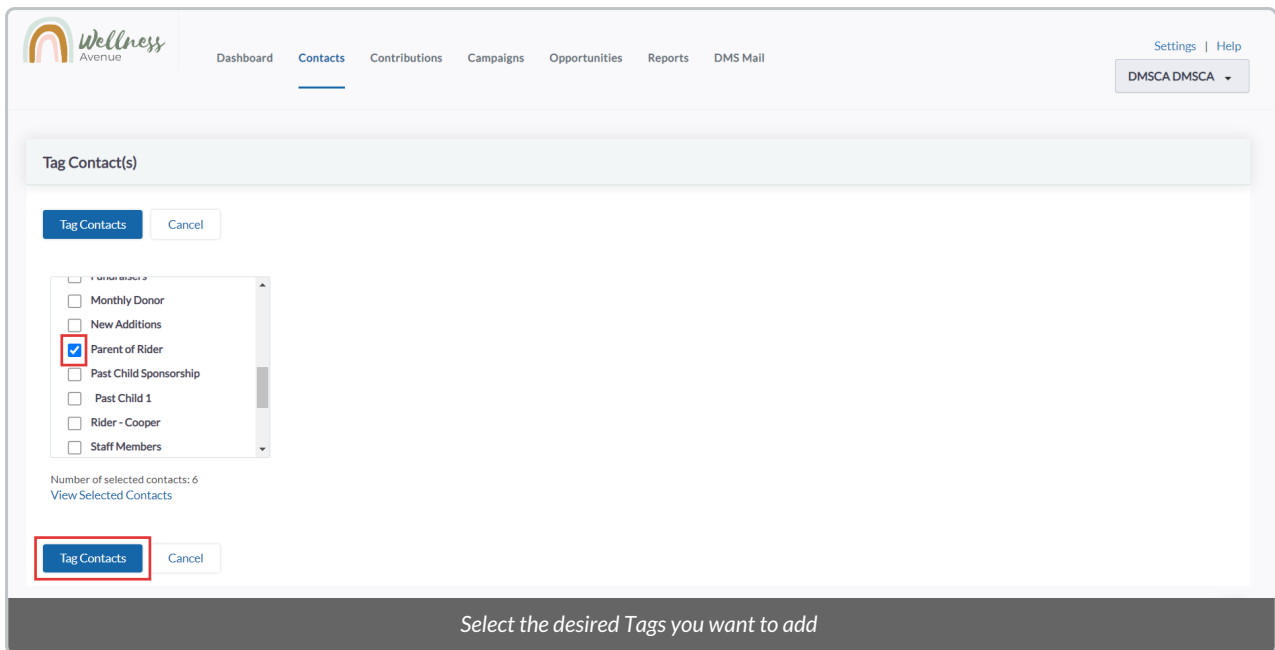 Wellness
Avenue
Dashboard Contacts Contributions Campaigns Opportunities Reports DMS Mail
Settings | Help
DMSCA DMSCA
Tag Contact(s)
Tag Contacts Cancel
Fundraisers
Monthly Donor
New Additions
Parent of Rider
Past Child Sponsorship
Past Child 1
Rider - Cooper
Staff Members
Number of selected contacts: 6
View Selected Contacts
Tag Contacts Cancel
Select the desired Tags you want to add